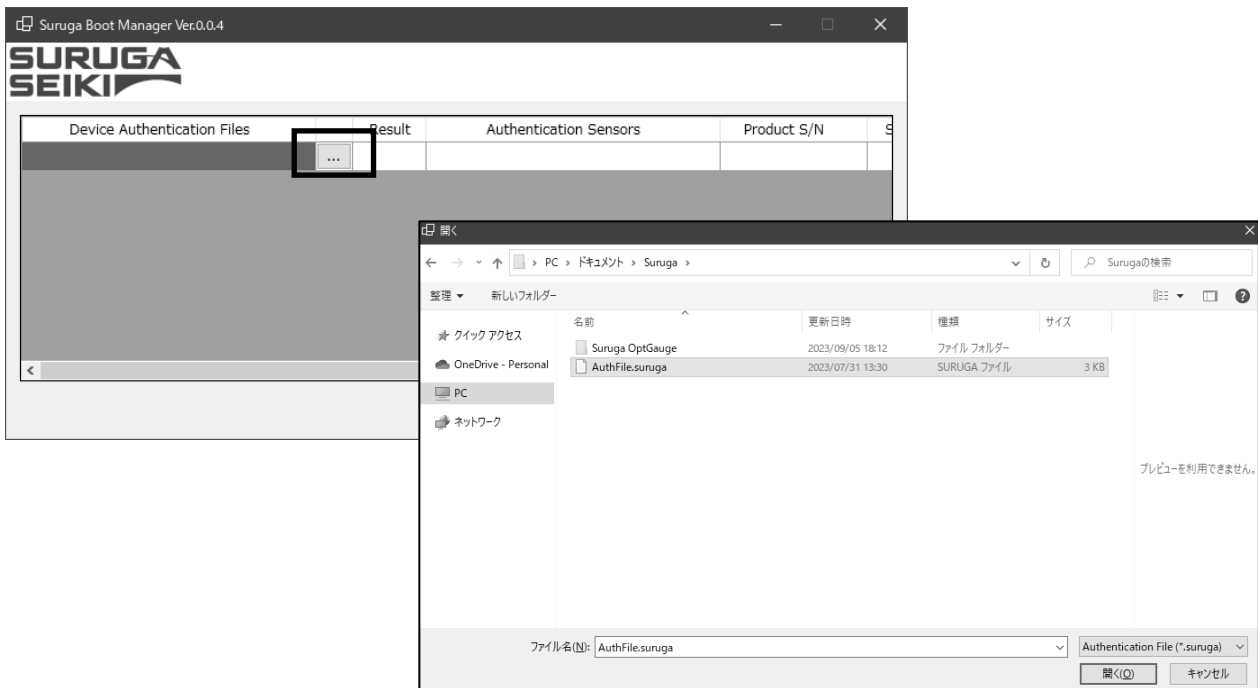 Suruga Boot Manager Ver.0.0.4
SURUGA
SEIKI
Device Authentication Files Result Authentication Sensors Product S/N S
...
開く
PC › ドキュメント › Suruga ›
Surugaの検索
整理 新しいフォルダー
名前 更新日時 種類 サイズ
クイック アクセス
OneDrive - Personal
PC
ネットワーク
Suruga OptGauge 2023/09/05 18:12 ファイル フォルダー
AuthFile.suruga 2023/07/31 13:30 SURUGA ファイル 3 KB
プレビューを利用できません。
ファイル名(N): AuthFile.suruga Authentication File (*.suruga)
開く(O) キャンセル